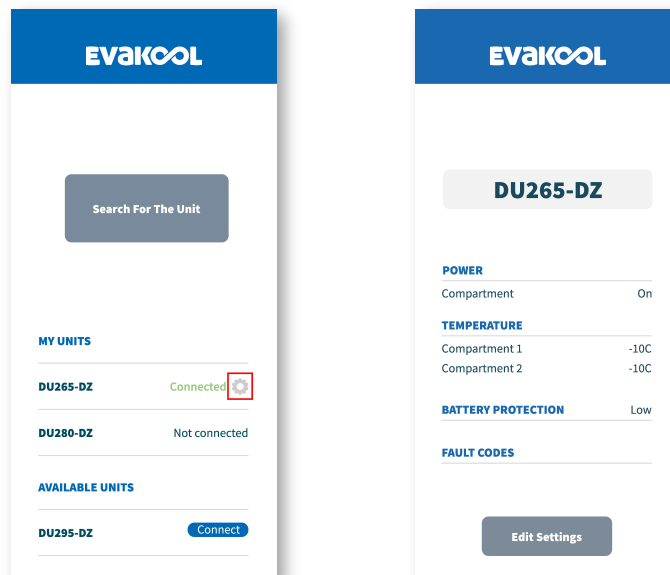 EVaKOOL
Search For The Unit
MY UNITS
DU265-DZ Connected
DU280-DZ Not connected
AVAILABLE UNITS
DU295-DZ Connect
EVaKOOL
DU265-DZ
POWER
Compartment On
TEMPERATURE
Compartment 1 -10C
Compartment 2 -10C
BATTERY PROTECTION Low
FAULT CODES
Edit Settings